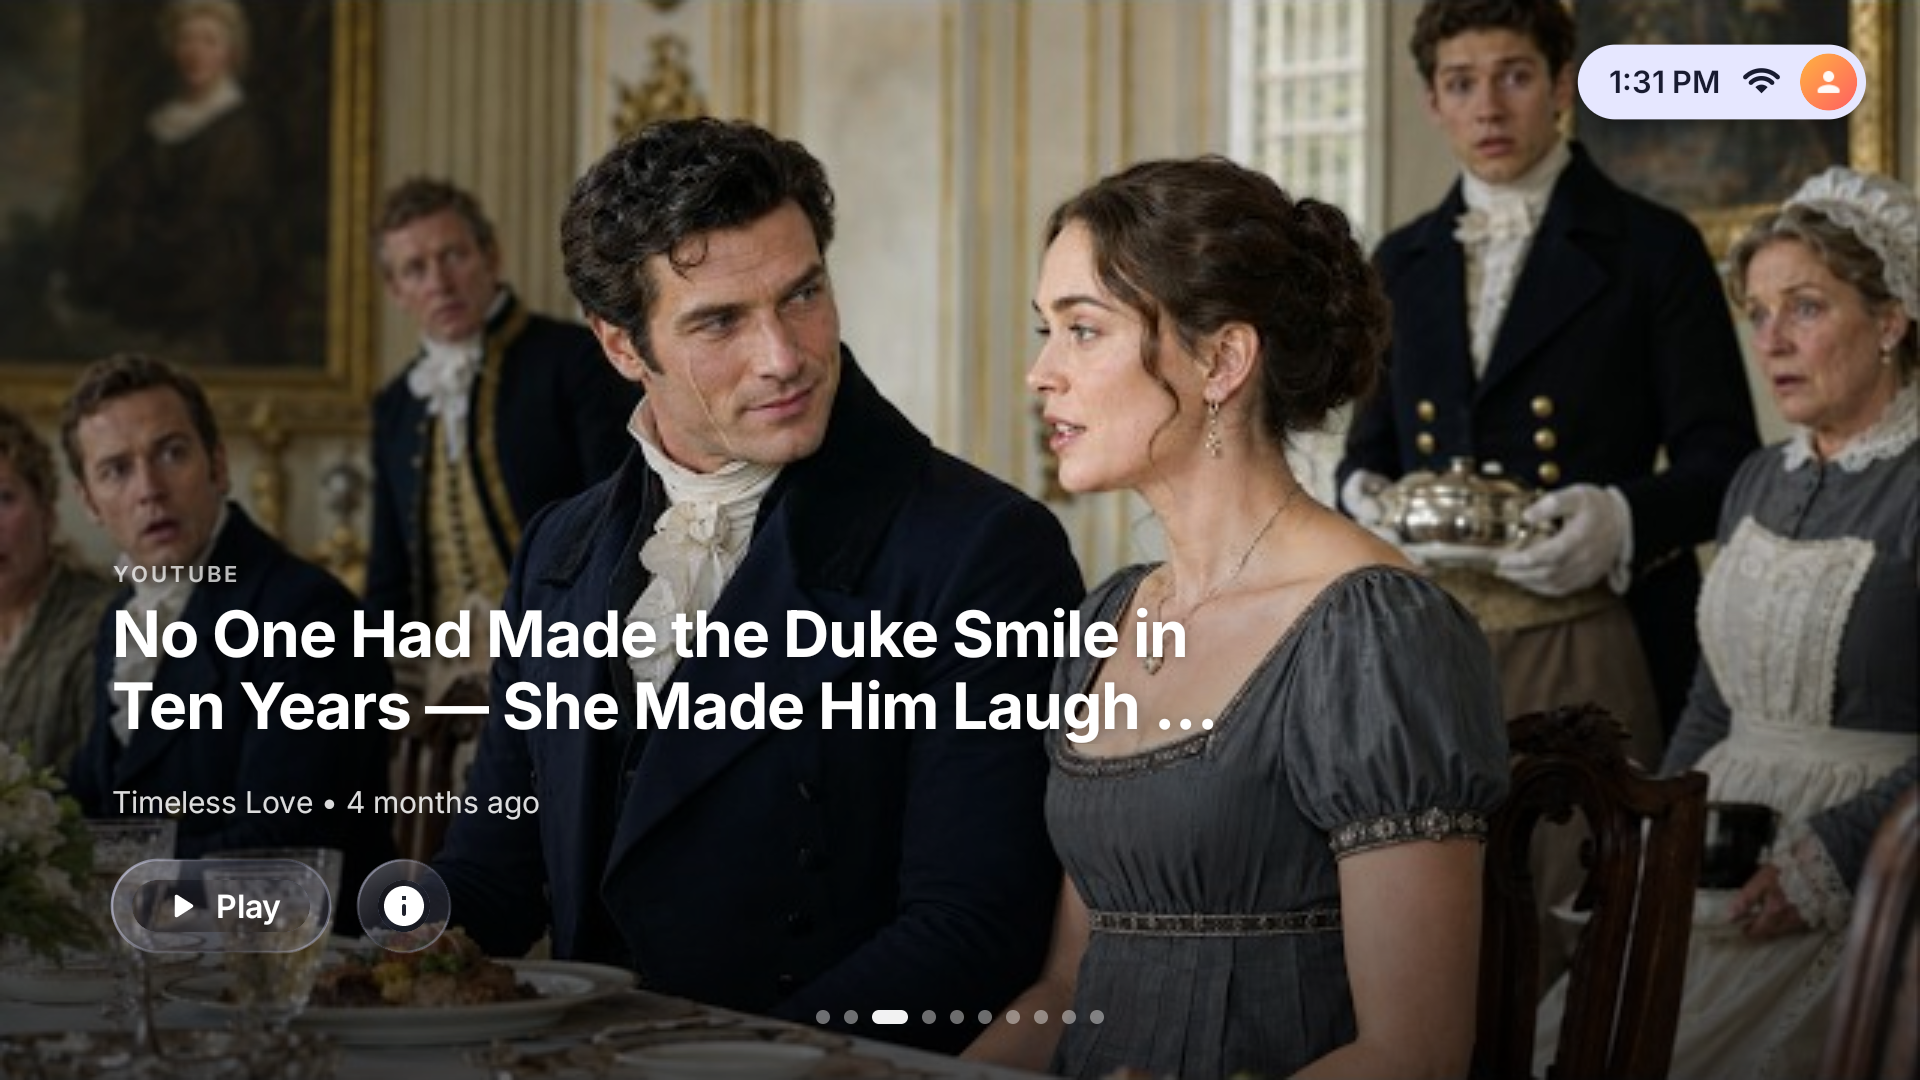 1:31 PM
YOUTUBE
No One Had Made the Duke Smile in
Ten Years — She Made Him Laugh ...
Timeless Love • 4 months ago
Play